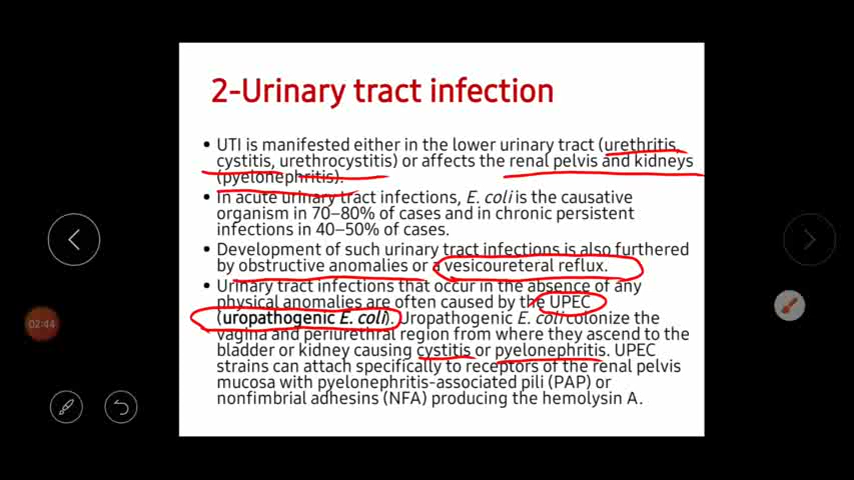 2-Urinary tract infection
• UTI is manifested either in the lower urinary tract (urethritis,
cystitis, urethrocystitis) or affects the renal pelvis and kidneys
(pyelonephritis).
• In acute urinary tract infections, E. coli is the causative
organism in 70–80% of cases and in chronic persistent
infections in 40–50% of cases.
• Development of such urinary tract infections is also furthered
by obstructive anomalies or a vesicoureteral reflux.
• Urinary tract infections that occur in the absence of any
physical anomalies are often caused by the UPEC
(uropathogenic E. coli). Uropathogenic E. coli colonize the
vagina and periurethral region from where they ascend to the
bladder or kidney causing cystitis or pyelonephritis. UPEC
strains can attach specifically to receptors of the renal pelvis
mucosa with pyelonephritis-associated pili (PAP) or
nonfimbrial adhesins (NFA) producing the hemolysin A.
02:44